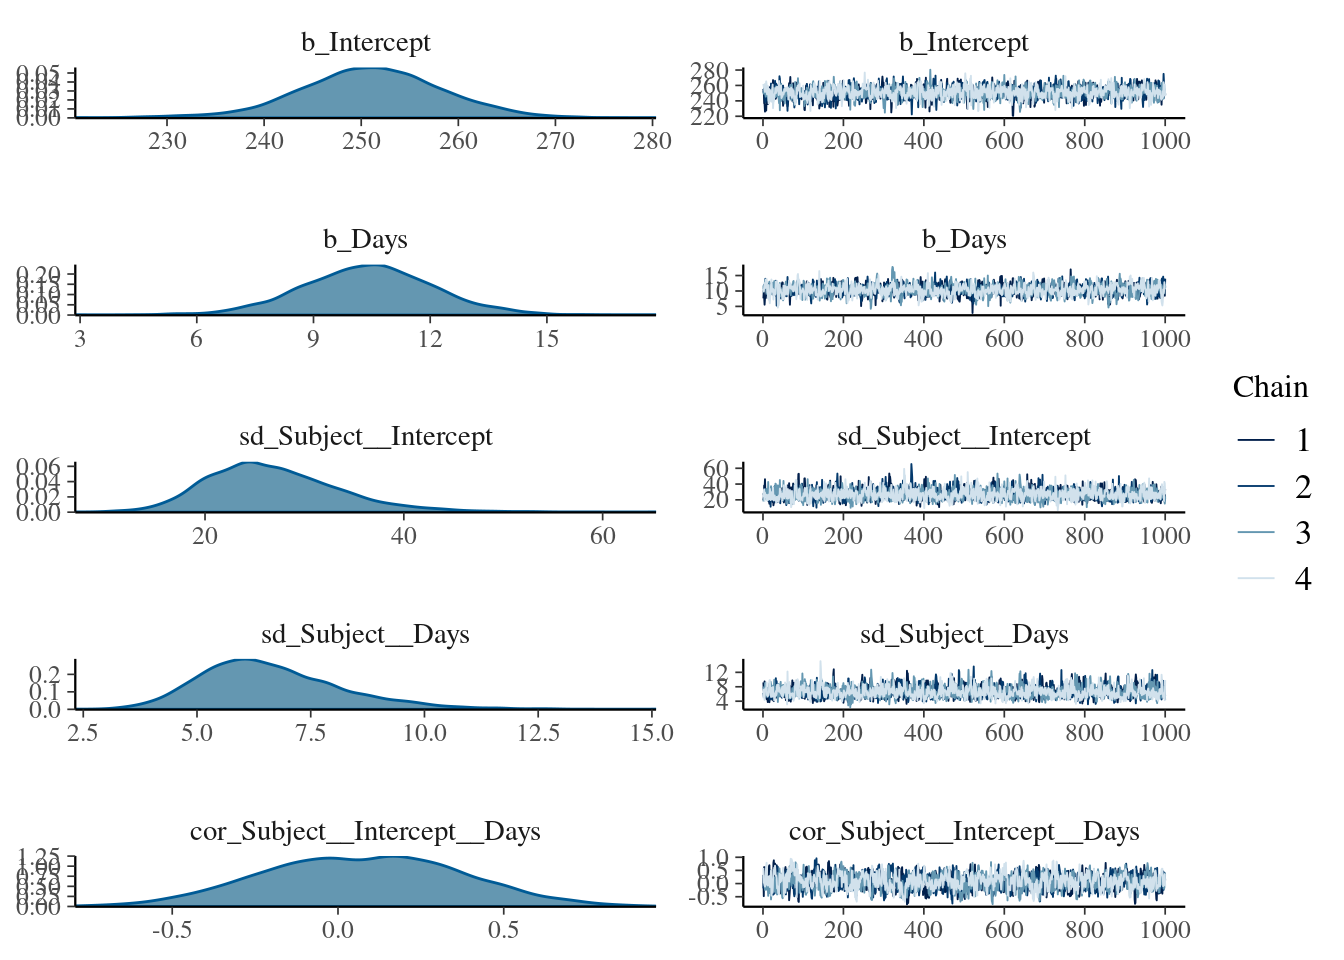 b_Intercept
0.00
230 240 250 260 270 280
b_Intercept
280
260
240
220
0 200 400 600 800 1000
b_Days
0.20
0.00
3 6 9 12 15
b_Days
15
10
5
0 200 400 600 800 1000
sd_Subject__Intercept
0.06
0.04
0.02
0.00
20 40 60
sd_Subject__Intercept
60
40
20
0 200 400 600 800 1000
sd_Subject__Days
0.2
0.1
0.0
2.5 5.0 7.5 10.0 12.5 15.0
sd_Subject__Days
12
8
4
0 200 400 600 800 1000
cor_Subject__Intercept__Days
1.25
0.00
-0.5 0.0 0.5
cor_Subject__Intercept__Days
1.0
0.5
0.0
-0.5
0 200 400 600 800 1000
Chain
1
2
3
4